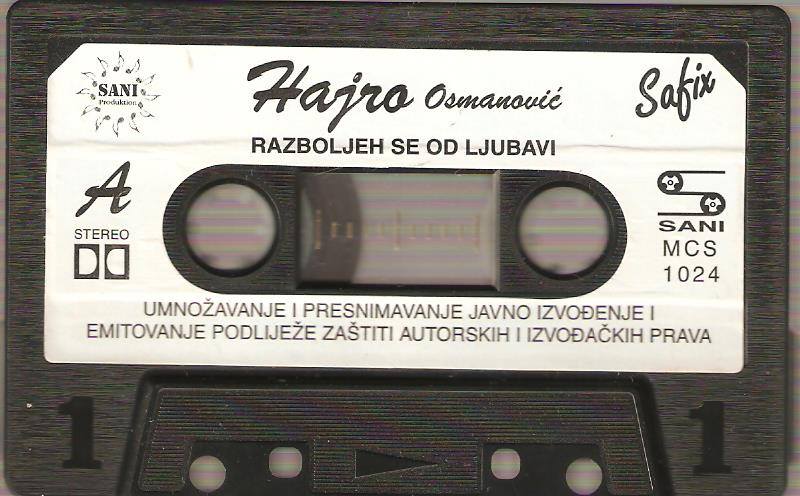 SANI
Produktion
Hajro Osmanović
Safix
RAZBOLJEH SE OD LJUBAVI
A
STEREO
SANI
MCS
1024
UMNOŽAVANJE I PRESNIMAVANJE JAVNO IZVOĐENJE I
EMITOVANJE PODLIJEŽE ZAŠTITI AUTORSKIH I IZVOĐAČKIH PRAVA
1 1